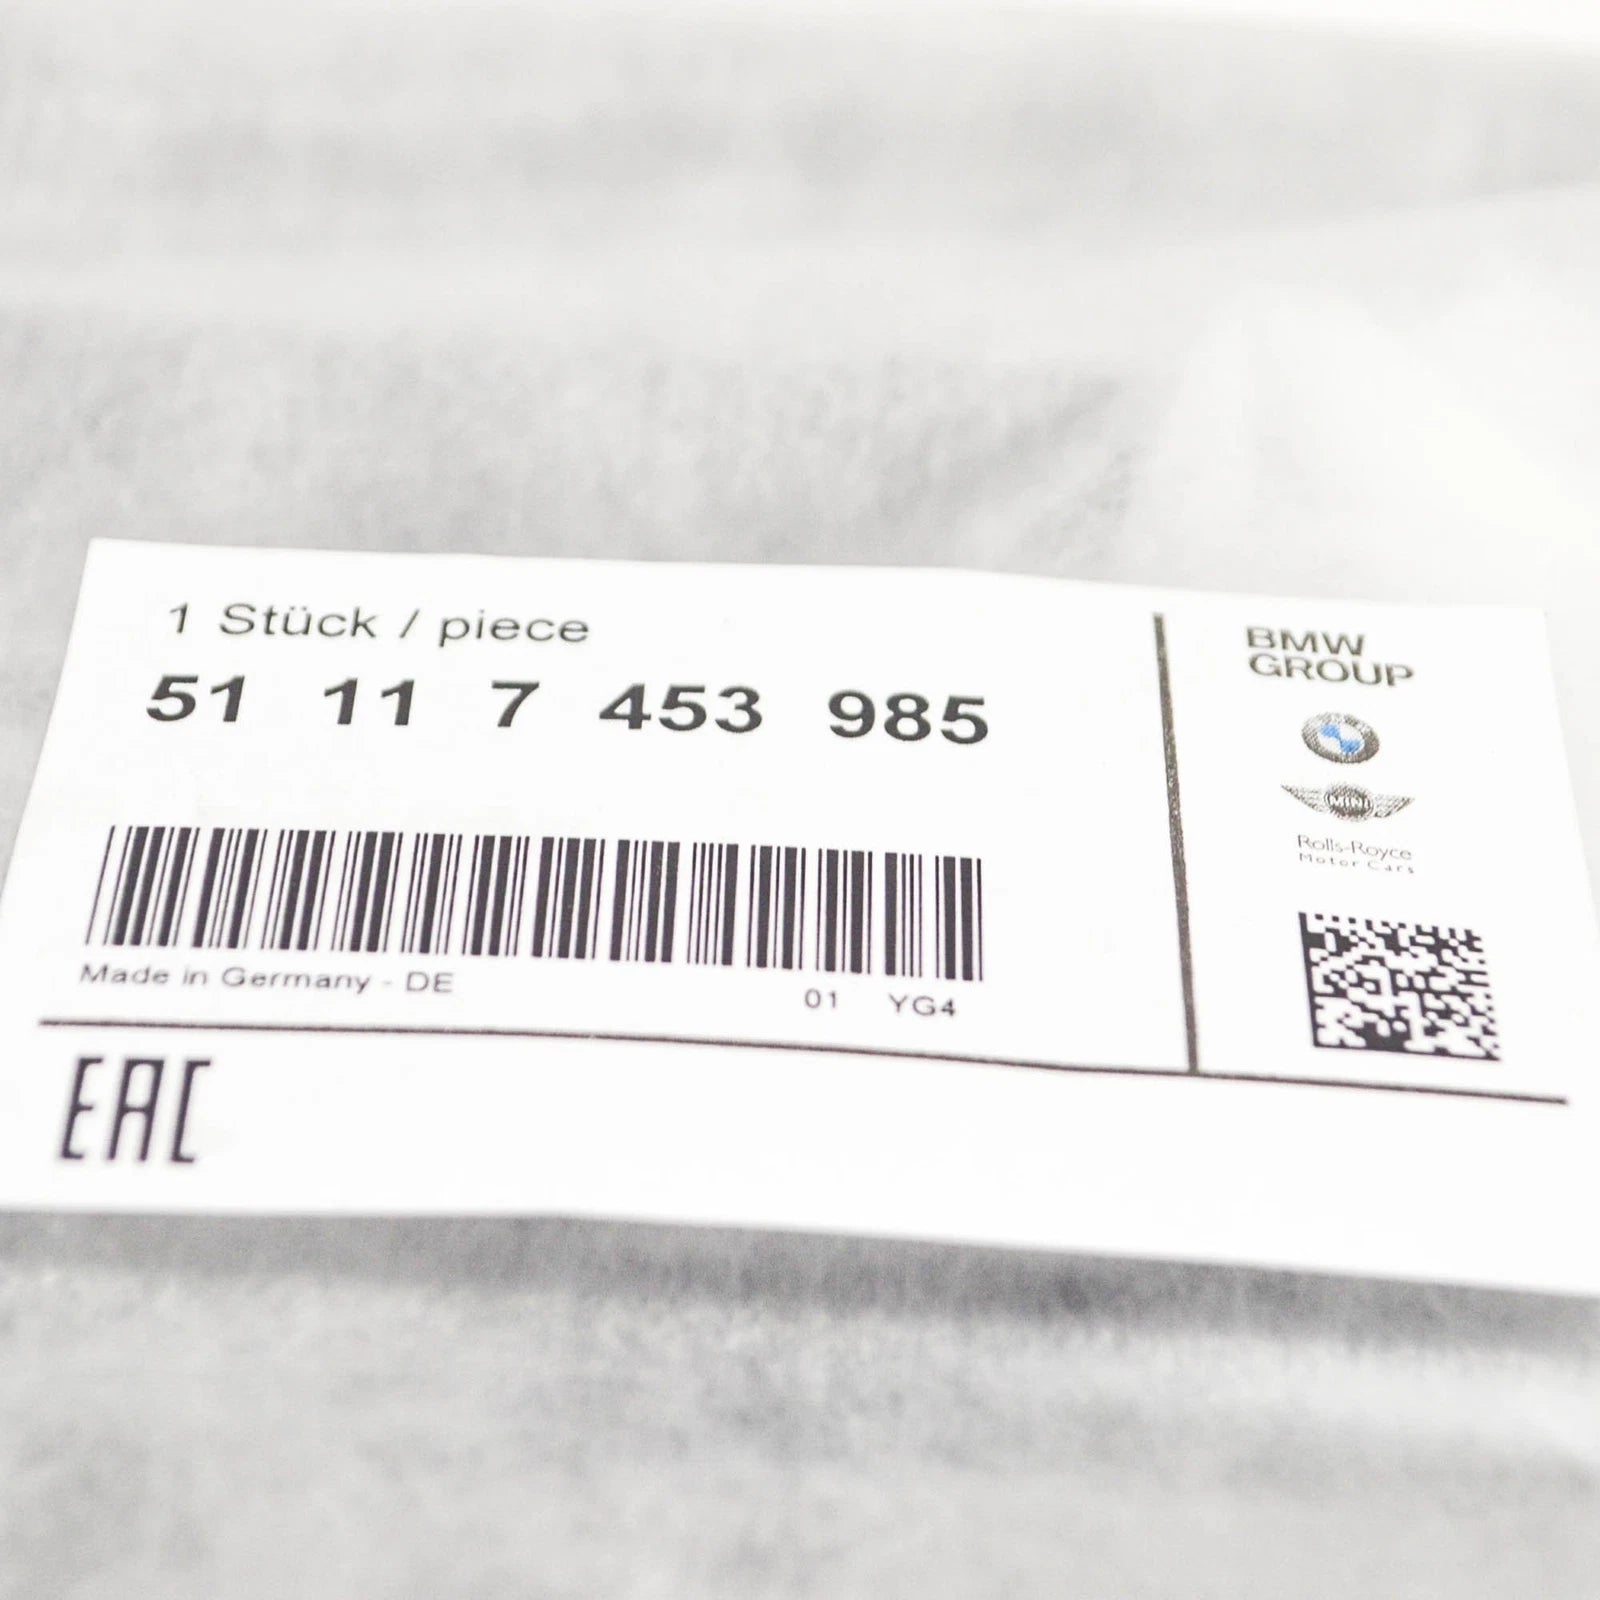 1 Stück / piece
51 11 7 453 985
Made in Germany - DE
01 YG4
EAC
BMW
GROUP
MINI
Rolls-Royce
Motor Cars